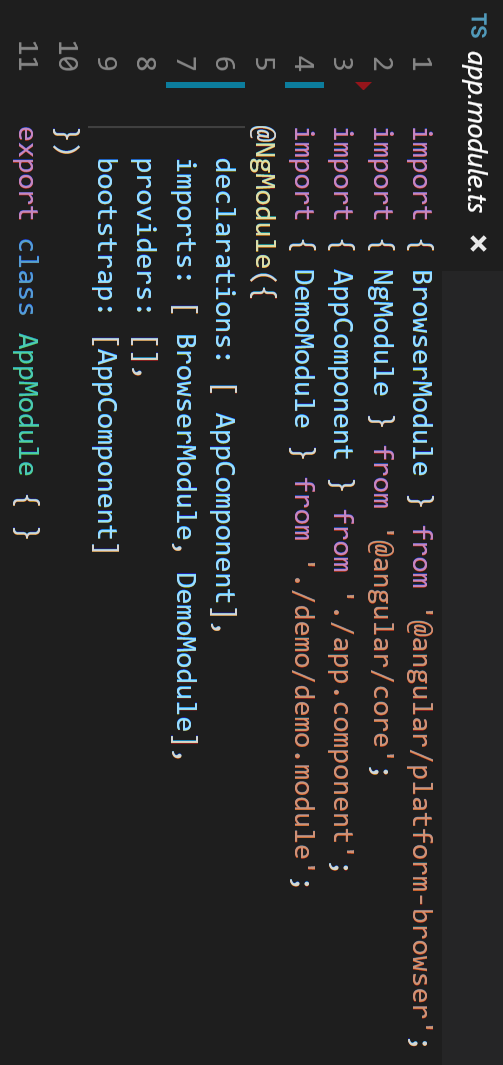 TS app.module.ts ×
1 import { BrowserModule } from '@angular/platform-browser';
2 import { NgModule } from '@angular/core';
3 import { AppComponent } from './app.component';
4 import { DemoModule } from './demo/demo.module';
5 @NgModule({
6 declarations: [ AppComponent],
7 imports: [ BrowserModule, DemoModule],
8 providers: [],
9 bootstrap: [AppComponent]
10 })
11 export class AppModule { }